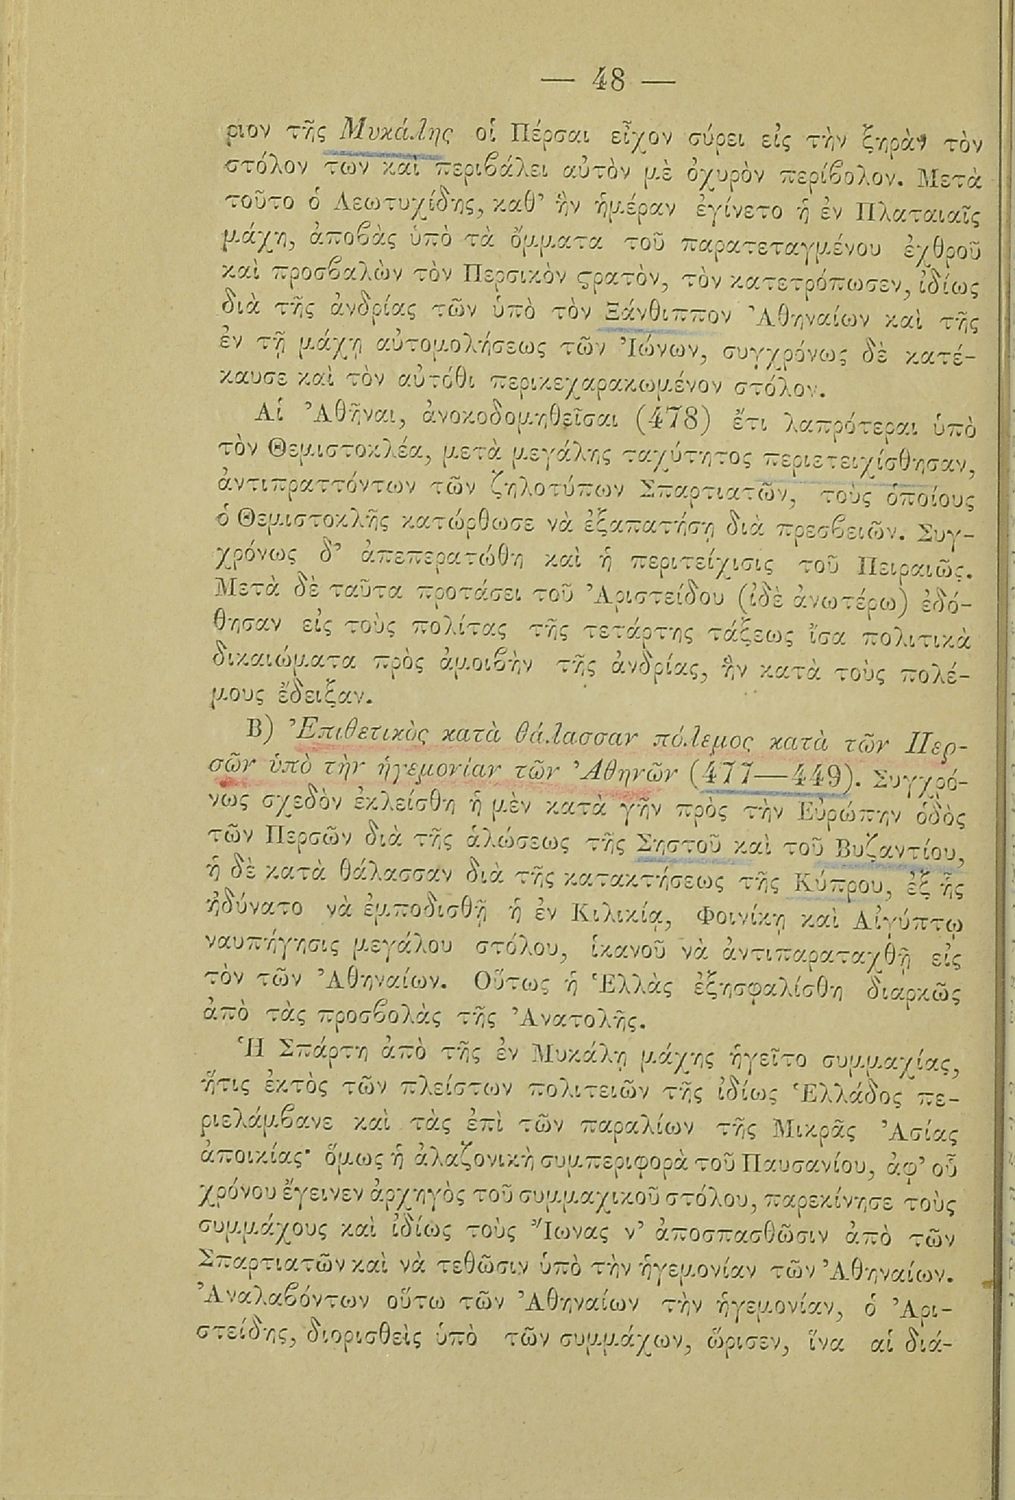 — 48 —
ριον τῆς Μυκάλης οἱ Πέρσαι εἶχον σύρει εἰς τὴν ξηρὰν τὸν
στόλον των καὶ περιβάλει αὐτὸν μὲ ὀχυρὸν περίβολον. Μετὰ
τοῦτο ὁ Λεωτυχίδης, καθ’ ἣν ἡμέραν ἐγίνετο ἡ ἐν Πλαταιαῖς
μάχη, ἀποβὰς ὑπὸ τὰ ὄμματα τοῦ παρατεταγμένου ἐχθροῦ
καὶ προσβαλὼν τὸν Περσικὸν ϛρατὸν, τὸν κατετρόπωσεν, ἰδίως
διὰ τῆς ἀνδρίας τῶν ὑπὸ τὸν Ξάνθιππον Ἀθηναίων καὶ τῆς
ἐν τῇ μάχῃ αὐτομολήσεως τῶν Ἰώνων, συγχρόνως δὲ κατέ-
καυσε καὶ τὸν αὐτόθι περικεχαρακωμένον στόλον.
Αἱ Ἀθῆναι, ἀνοικοδομηθεῖσαι (478) ἔτι λαπρότεραι ὑπὸ
τὸν Θεμιστοκλέα, μετὰ μεγάλης ταχύτητος περιετειχίσθησαν,
ἀντιπραττόντων τῶν ζηλοτύπων Σπαρτιατῶν, τοὺς ὁποίους
ὁ Θεμιστοκλῆς κατώρθωσε νὰ ἐξαπατήσῃ διὰ πρεσβειῶν. Συγ-
χρόνως δ’ ἀπεπερατώθη καὶ ἡ περιτείχισις τοῦ Πειραιῶς.
Μετὰ δὲ ταῦτα προτάσει τοῦ Ἀριστείδου (ἰδὲ ἀνωτέρω) ἐδό-
θησαν εἰς τοὺς πολίτας τῆς τετάρτης τάξεως ἴσα πολιτικὰ
δικαιώματα πρὸς ἀμοιβὴν τῆς ἀνδρίας, ἣν κατὰ τοὺς πολέ-
μους ἔδειξαν.
Β) Ἐπιθετικὸς κατὰ θάλασσαν πόλεμος κατὰ τῶν Περ-
σῶν ὑπὸ τὴν ἡγεμονίαν τῶν Ἀθηνῶν (477—449). Συγχρό-
νως σχεδὸν ἐκλείσθη ἡ μὲν κατὰ γῆν πρὸς τὴν Εὐρώπην ὁδὸς
τῶν Περσῶν διὰ τῆς ἁλώσεως τῆς Σηστοῦ καὶ τοῦ Βυζαντίου,
ἡ δὲ κατὰ θάλασσαν διὰ τῆς κατακτήσεως τῆς Κύπρου, ἐξ ἧς
ἠδύνατο νὰ ἐμποδισθῇ ἡ ἐν Κιλικίᾳ, Φοινίκῃ καὶ Αἰγύπτῳ
ναυπήγησις μεγάλου στόλου, ἱκανοῦ νὰ ἀντιπαραταχθῇ εἰς
τὸν τῶν Ἀθηναίων. Οὕτως ἡ Ἑλλὰς ἐξησφαλίσθη διαρκῶς
ἀπὸ τὰς προσβολὰς τῆς Ἀνατολῆς.
Ἡ Σπάρτη ἀπὸ τῆς ἐν Μυκάλῃ μάχης ἡγεῖτο συμμαχίας,
ἥτις ἐκτὸς τῶν πλείστων πολιτειῶν τῆς ἰδίως Ἑλλάδος πε-
ριελάμβανε καὶ τὰς ἐπὶ τῶν παραλίων τῆς Μικρᾶς Ἀσίας
ἀποικίας· ὅμως ἡ ἀλαζονικὴ συμπεριφορὰ τοῦ Παυσανίου, ἀφ’ οὗ
χρόνου ἔγεινεν ἀρχηγὸς τοῦ συμμαχικοῦ στόλου, παρεκίνησε τοὺς
συμμάχους καὶ ἰδίως τοὺς Ἴωνας ν’ ἀποσπασθῶσιν ἀπὸ τῶν
Σπαρτιατῶν καὶ νὰ τεθῶσιν ὑπὸ τὴν ἡγεμονίαν τῶν Ἀθηναίων.
Ἀναλαβόντων οὕτω τῶν Ἀθηναίων τὴν ἡγεμονίαν, ὁ Ἀρι-
στείδης, διορισθεὶς ὑπὸ τῶν συμμάχων, ὥρισεν, ἵνα αἱ διά-